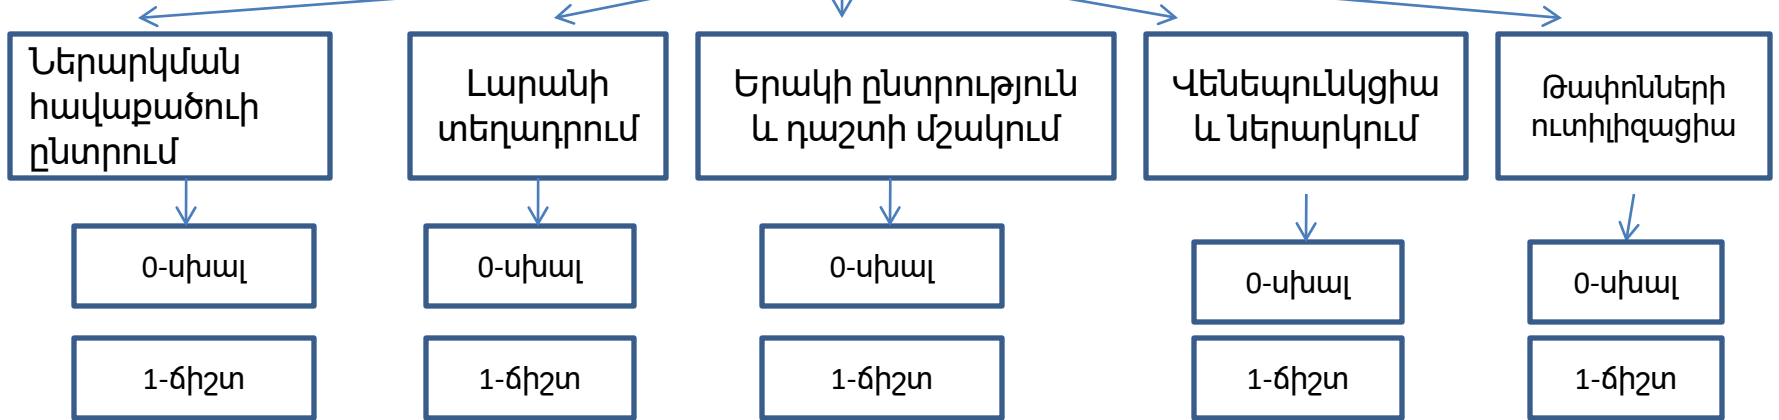 Ներարկման
հավաքածուի
ընտրում
Լարանի
տեղադրում
Երակի ընտրություն
և դաշտի մշակում
Վենեպունկցիա
և ներարկում
Թափոնների
ուտիլիզացիա
0-սխալ
0-սխալ
0-սխալ
0-սխալ
0-սխալ
1-ճիշտ
1-ճիշտ
1-ճիշտ
1-ճիշտ
1-ճիշտ